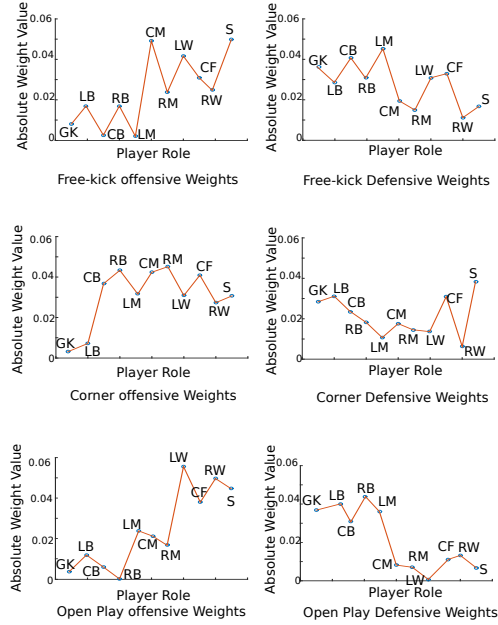 Absolute Weight Value
0.06
0.04
0.02
0
GK
LB
CB
RB
LM
CM
RM
LW
CF
RW
S
Player Role
Free-kick offensive Weights
Absolute Weight Value
0.06
0.04
0.02
0
GK
LB
CB
RB
LM
CM
RM
LW
CF
RW
S
Player Role
Free-kick Defensive Weights
Absolute Weight Value
0.06
0.04
0.02
0
GK
LB
CB
RB
LM
CM
RM
LW
CF
RW
S
Player Role
Corner offensive Weights
Absolute Weight Value
0.06
0.04
0.02
0
GK
LB
CB
RB
LM
CM
RM
LW
CF
RW
S
Player Role
Corner Defensive Weights
Absolute Weight Value
0.06
0.04
0.02
0
GK
LB
CB
RB
LM
CM
RM
LW
CF
RW
S
Player Role
Open Play offensive Weights
Absolute Weight Value
0.06
0.04
0.02
0
GK
LB
CB
RB
LM
CM
RM
LW
CF
RW
S
Player Role
Open Play Defensive Weights